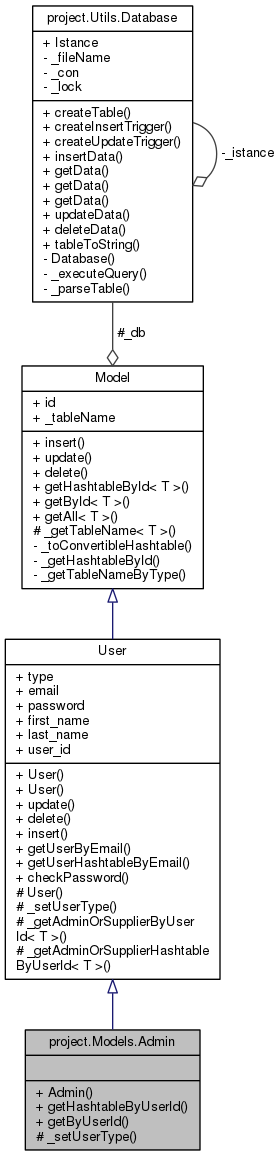 project.Utils.Database
+ Istance
- _fileName
- _con
- _lock
+ createTable()
+ createInsertTrigger()
+ createUpdateTrigger()
+ insertData()
+ getData()
+ getData()
+ getData()
+ updateData()
+ deleteData()
+ tableToString()
- Database()
- _executeQuery()
- _parseTable()
-_istance
#_db
Model
+ id
+ _tableName
+ insert()
+ update()
+ delete()
+ getHashtableById< T >()
+ getById< T >()
+ getAll< T >()
# _getTableName< T >()
- _toConvertibleHashtable()
- _getHashtableById()
- _getTableNameByType()
User
+ type
+ email
+ password
+ first_name
+ last_name
+ user_id
+ User()
+ User()
+ update()
+ delete()
+ insert()
+ getUserByEmail()
+ getUserHashtableByEmail()
+ checkPassword()
# User()
# _setUserType()
# _getAdminOrSupplierByUser
Id< T >()
# _getAdminOrSupplierHashtable
ByUserId< T >()
project.Models.Admin
+ Admin()
+ getHashtableByUserId()
+ getByUserId()
# _setUserType()